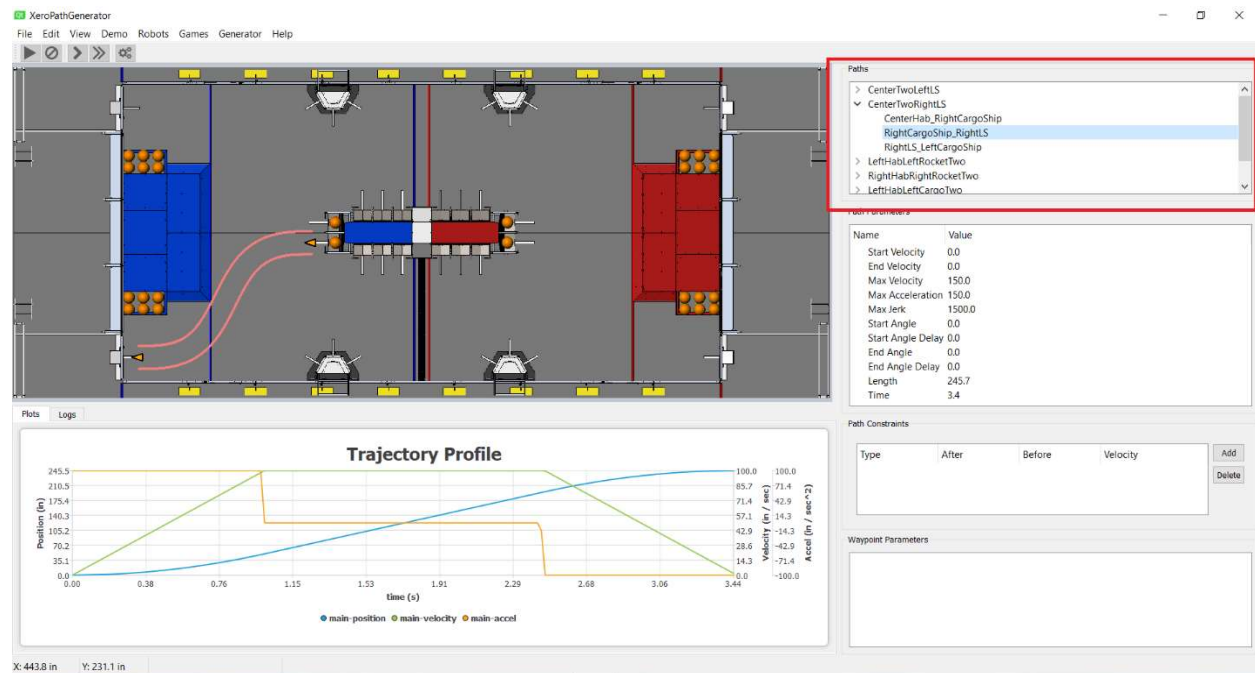 XeroPathGenerator
File Edit View Demo Robots Games Generator Help
Paths
CenterTwoLeftLS
CenterTwoRightLS
CenterHab_RightCargoShip
RightCargoShip_RightLS
RightLS_LeftCargoShip
LeftHabLeftRocketTwo
RightHabRightRocketTwo
LeftHabLeftCargoTwo
Path Parameters
Name Value
Start Velocity 0.0
End Velocity 0.0
Max Velocity 150.0
Max Acceleration 150.0
Max Jerk 1500.0
Start Angle 0.0
Start Angle Delay 0.0
End Angle 0.0
End Angle Delay 0.0
Length 245.7
Time 3.4
Plots Logs
Trajectory Profile
245.5
210.5
175.4
140.3
105.2
70.2
35.1
0.0
Position (in)
100.0
85.7
71.4
57.1
42.9
28.6
14.3
0.0
Velocity (in / sec)
100.0
71.4
42.9
14.3
-14.3
-42.9
-71.4
-100.0
Accel (in / sec^2)
0.00 0.38 0.76 1.15 1.53 1.91 2.29 2.68 3.06 3.44
time (s)
main-position main-velocity main-accel
Path Constraints
Type After Before Velocity
Add
Delete
Waypoint Parameters
X: 443.8 in Y: 231.1 in